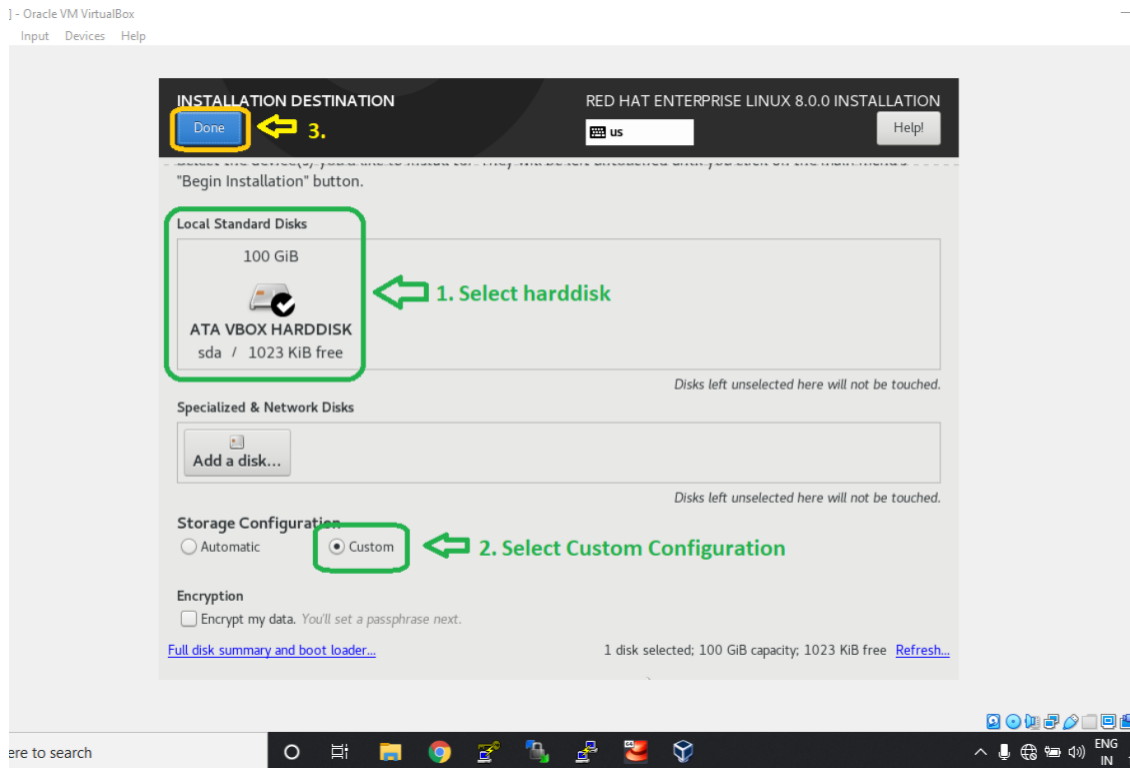 ] - Oracle VM VirtualBox
Input Devices Help
INSTALLATION DESTINATION
RED HAT ENTERPRISE LINUX 8.0.0 INSTALLATION
Done
3.
us
Help!
"Begin Installation" button.
Local Standard Disks
100 GiB
1. Select harddisk
ATA VBOX HARDDISK
sda / 1023 KiB free
Disks left unselected here will not be touched.
Specialized & Network Disks
Add a disk...
Disks left unselected here will not be touched.
Storage Configuration
Automatic
Custom
2. Select Custom Configuration
Encryption
Encrypt my data. You'll set a passphrase next.
Full disk summary and boot loader...
1 disk selected; 100 GiB capacity; 1023 KiB free Refresh...
ere to search
ENG
IN